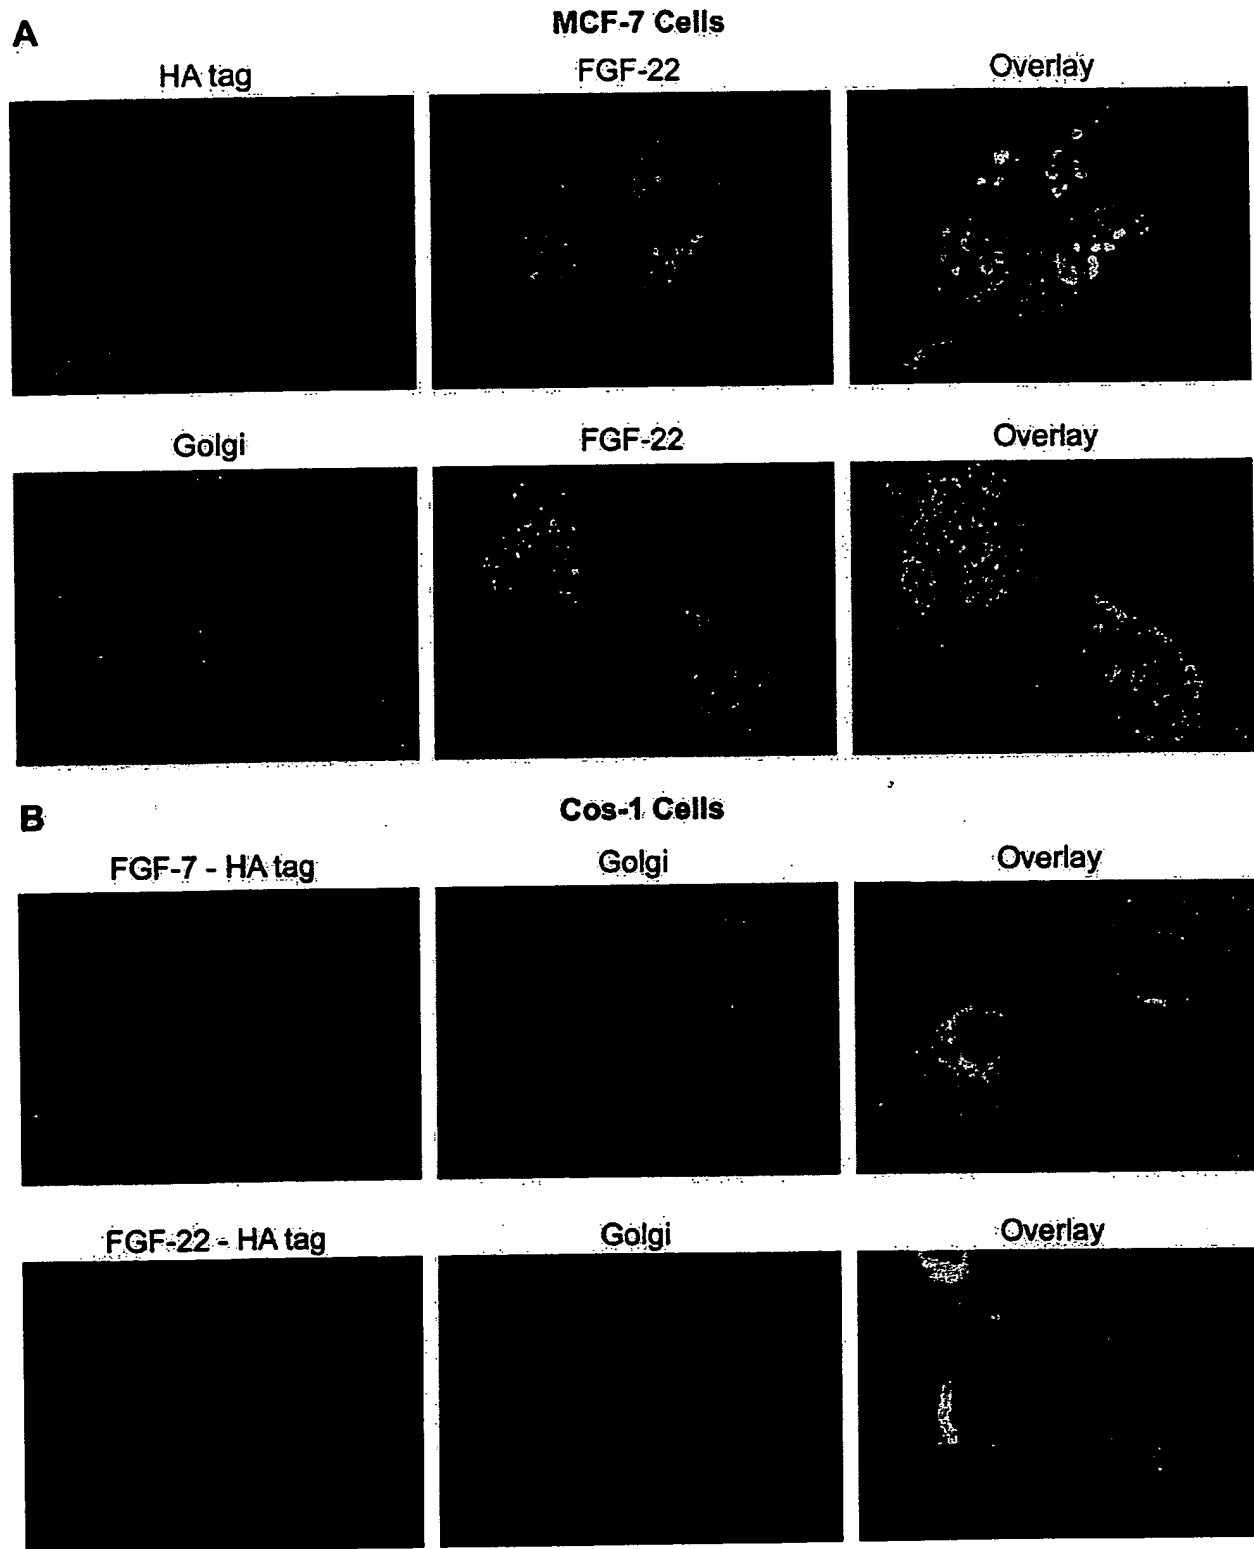 A
MCF-7 Cells
HA tag FGF-22 Overlay
Golgi FGF-22 Overlay
B
Cos-1 Cells
FGF-7 - HA tag Golgi Overlay
FGF-22 - HA tag Golgi Overlay